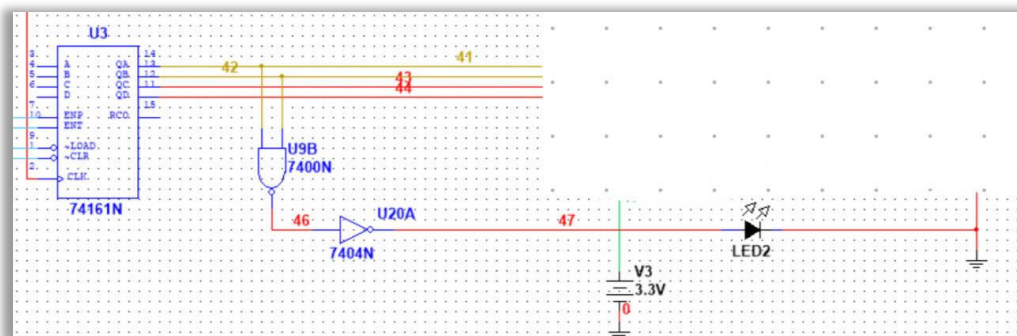 U3
3 14
4 A QA 13
5 B QB 12
6 C QC 11
D QD
7 15
10 ENP RCO
ENT
9
1 ~LOAD
~CLR
2
CLK
74161N
41
42
43
44
U9B
7400N
46
U20A
7404N
47
LED2
V3
3.3V
0